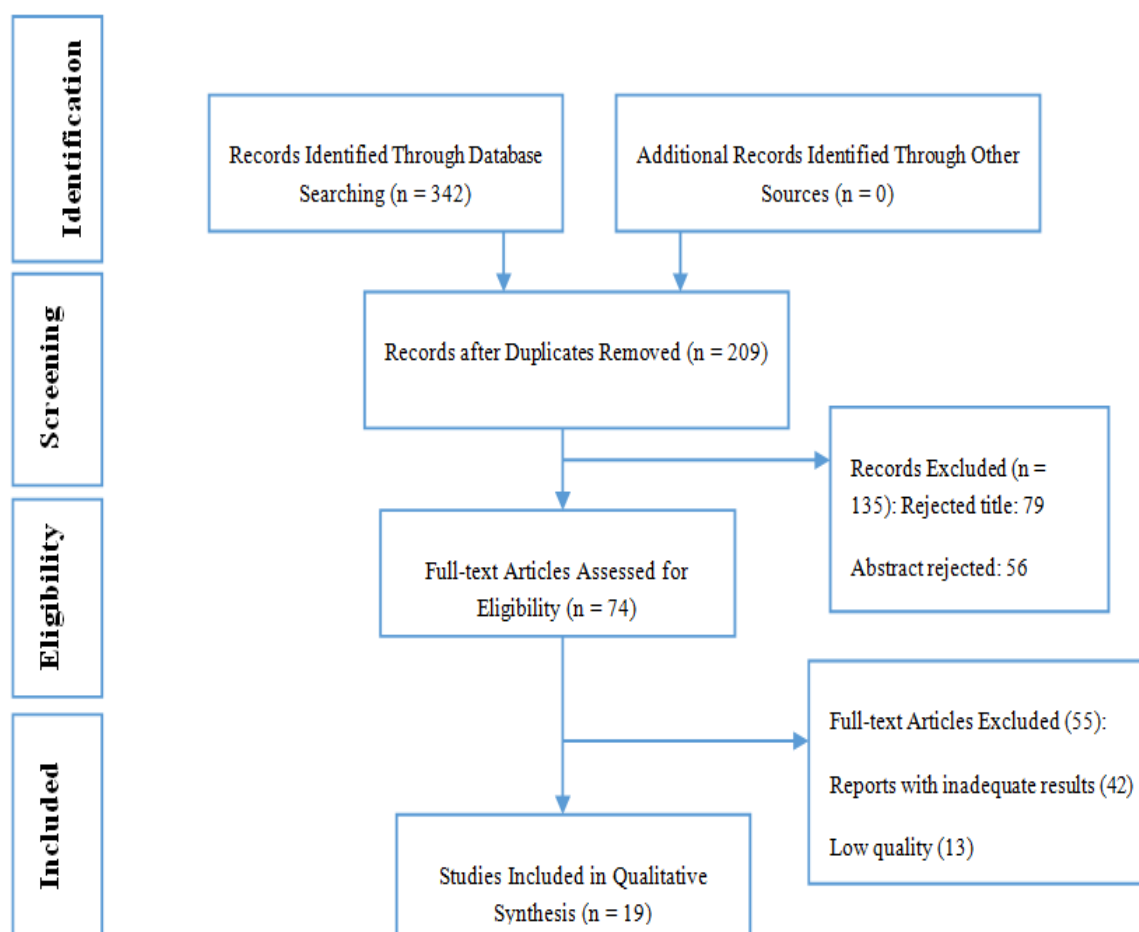 Identification
Records Identified Through Database
Searching (n = 342)
Additional Records Identified Through Other
Sources (n = 0)
Screening
Records after Duplicates Removed (n = 209)
Records Excluded (n =
135): Rejected title: 79
Abstract rejected: 56
Eligibility
Full-text Articles Assessed for
Eligibility (n = 74)
Full-text Articles Excluded (55):
Reports with inadequate results (42)
Low quality (13)
Included
Studies Included in Qualitative
Synthesis (n = 19)